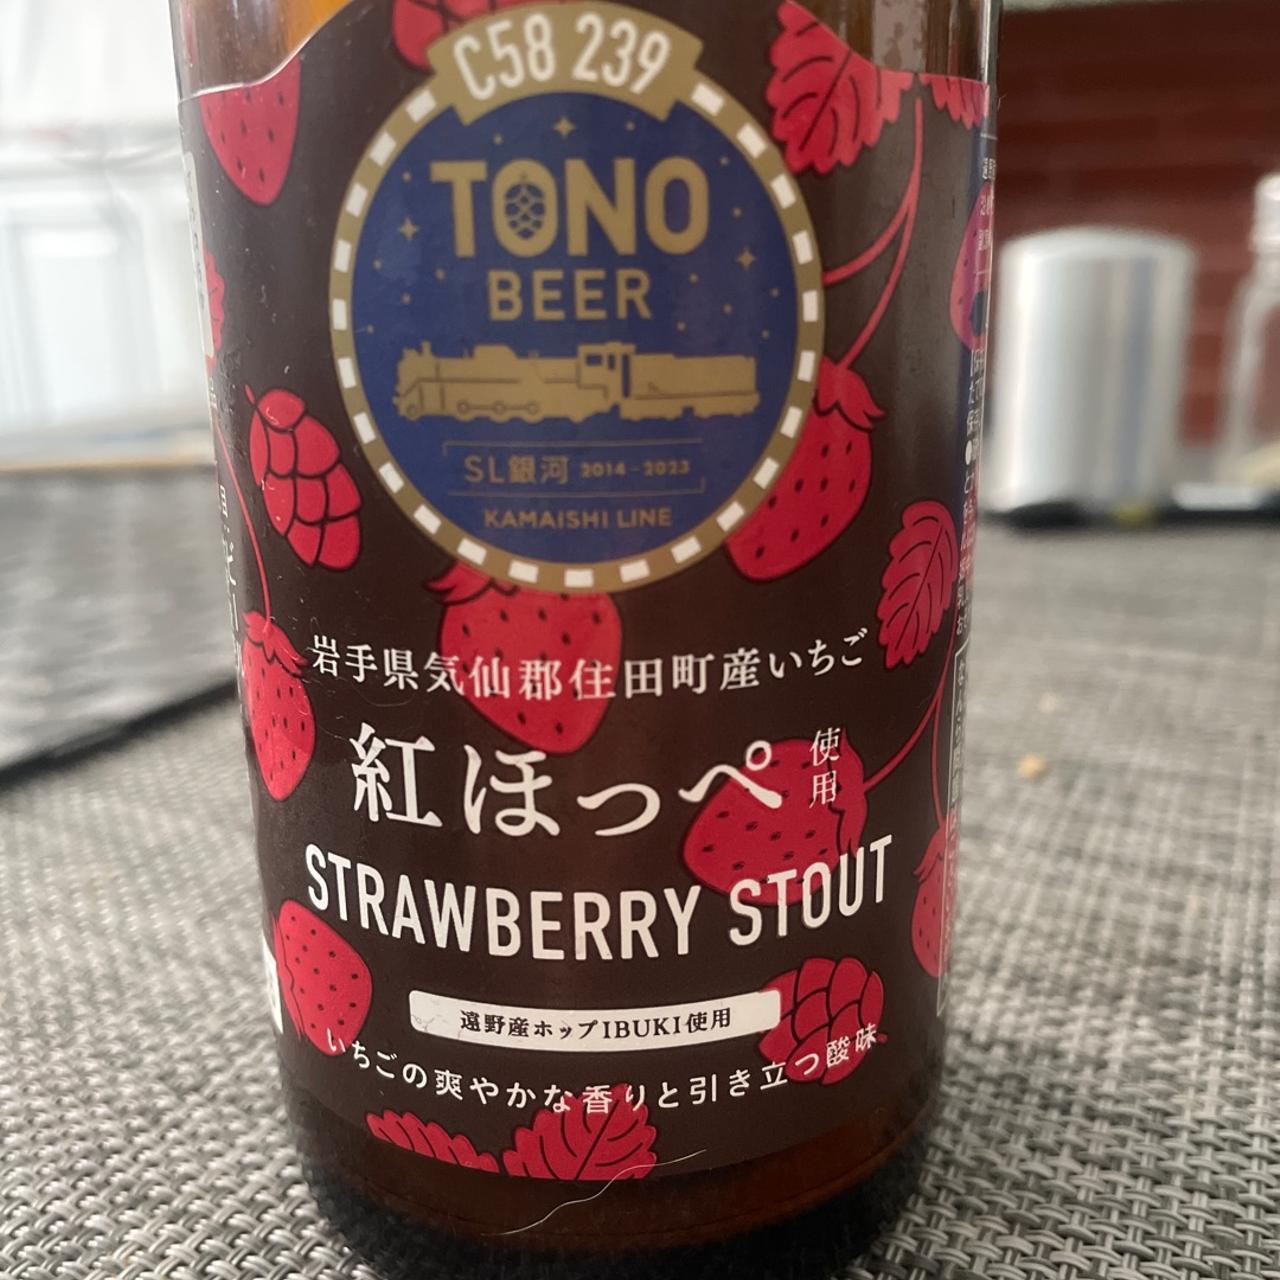 C58 239
TONO
BEER
SL銀河 2014-2023
KAMAISHI LINE
岩手県気仙郡住田町産いちご
紅ほっぺ 使用
STRAWBERRY STOUT
遠野産ホップIBUKI使用
いちごの爽やかな香りと引き立つ酸味